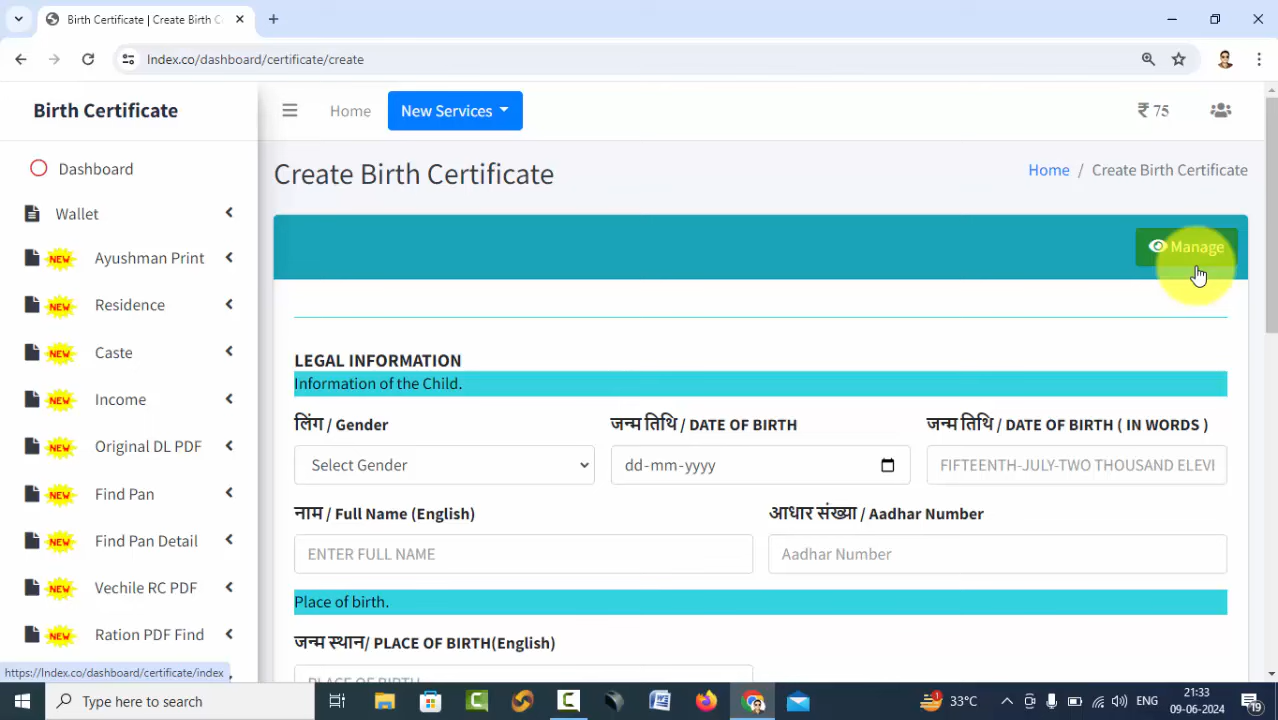 Birth Certificate | Create Birth C
Index.co/dashboard/certificate/create
Birth Certificate
Home
New Services
₹ 75
Dashboard
Create Birth Certificate
Home / Create Birth Certificate
Wallet
Manage
NEW Ayushman Print
NEW Residence
NEW Caste
NEW Income
NEW Original DL PDF
NEW Find Pan
NEW Find Pan Detail
NEW Vechile RC PDF
NEW Ration PDF Find
LEGAL INFORMATION
Information of the Child.
लिंग / Gender
जन्म तिथि / DATE OF BIRTH
जन्म तिथि / DATE OF BIRTH ( IN WORDS )
Select Gender
dd-mm-yyyy
FIFTEENTH-JULY-TWO THOUSAND ELEVI
नाम / Full Name (English)
आधार संख्या / Aadhar Number
ENTER FULL NAME
Aadhar Number
Place of birth.
जन्म स्थान/ PLACE OF BIRTH(English)
PLACE OF BIRTH
https://Index.co/dashboard/certificate/index
Type here to search
33°C
ENG
21:33
09-06-2024
19